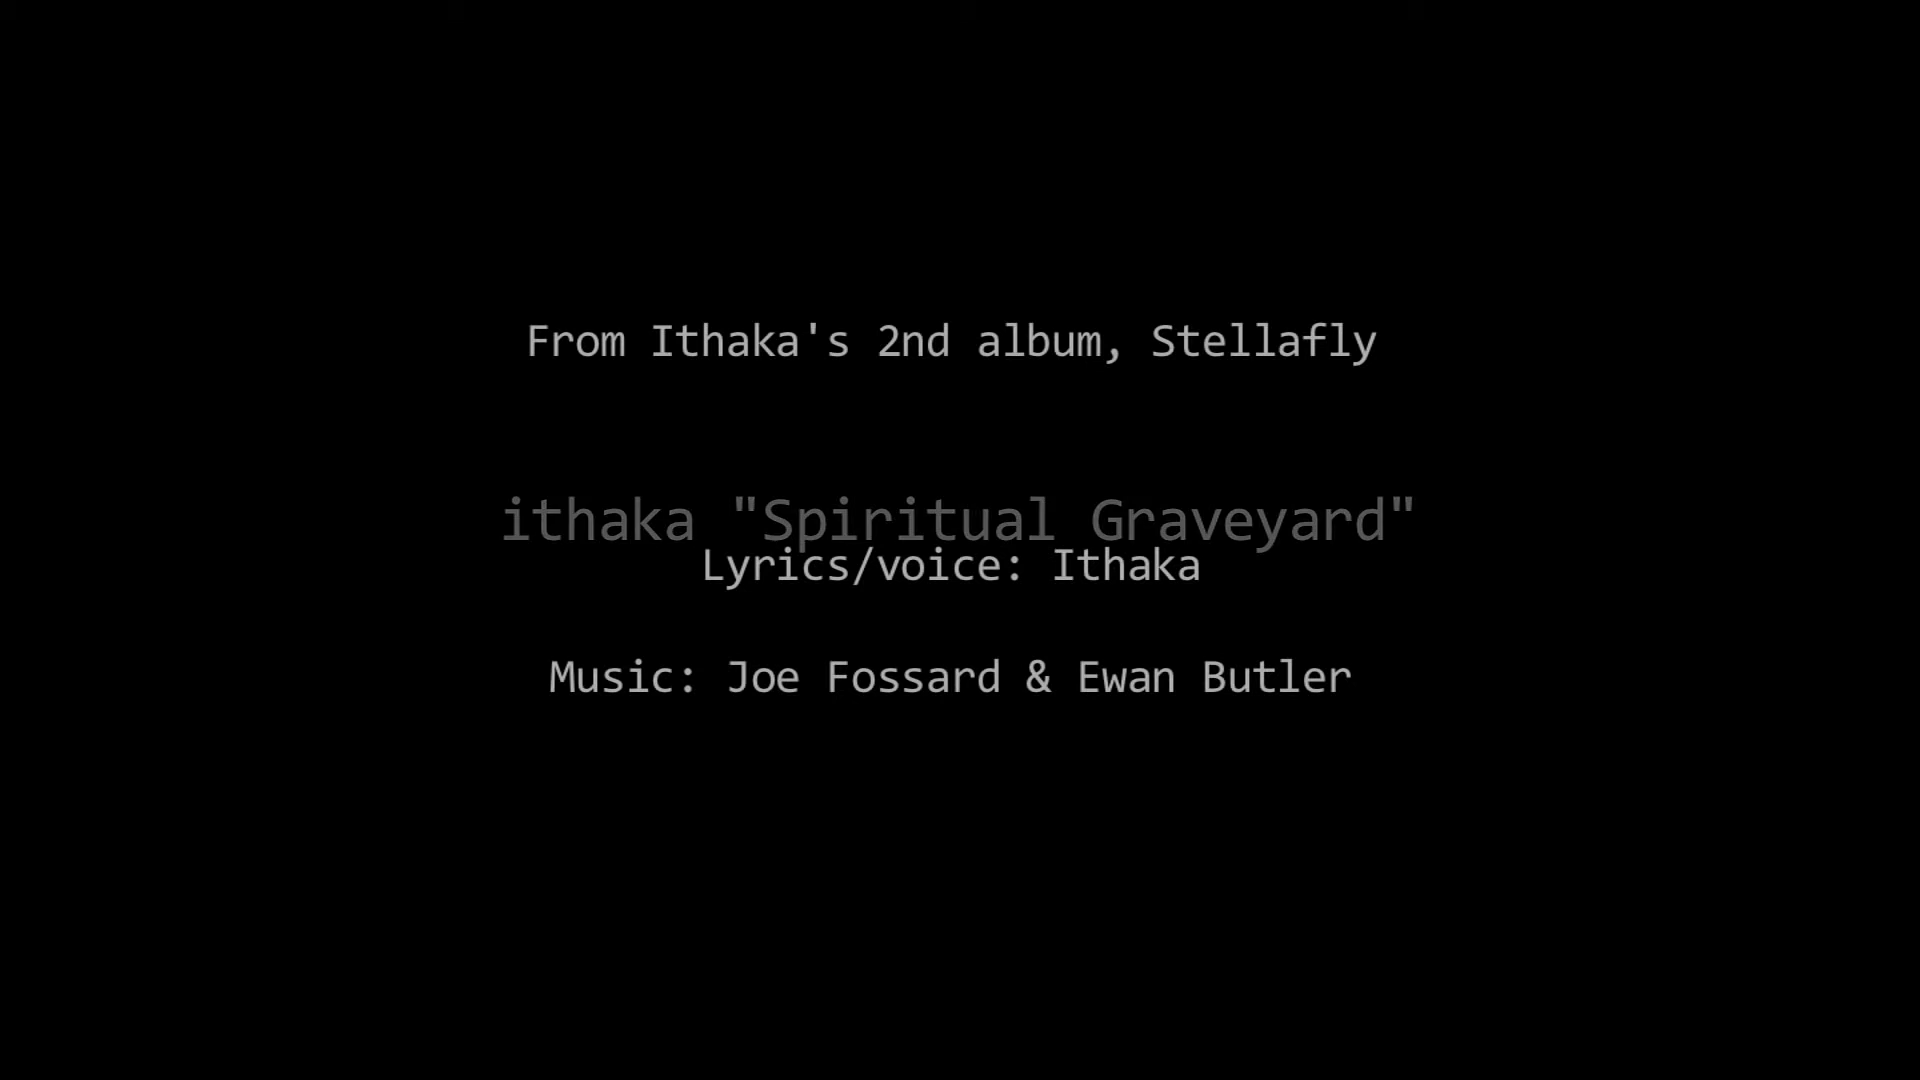 From Ithaka's 2nd album, Stellafly
ithaka "Spiritual Graveyard"
Lyrics/voice: Ithaka
Music: Joe Fossard & Ewan Butler